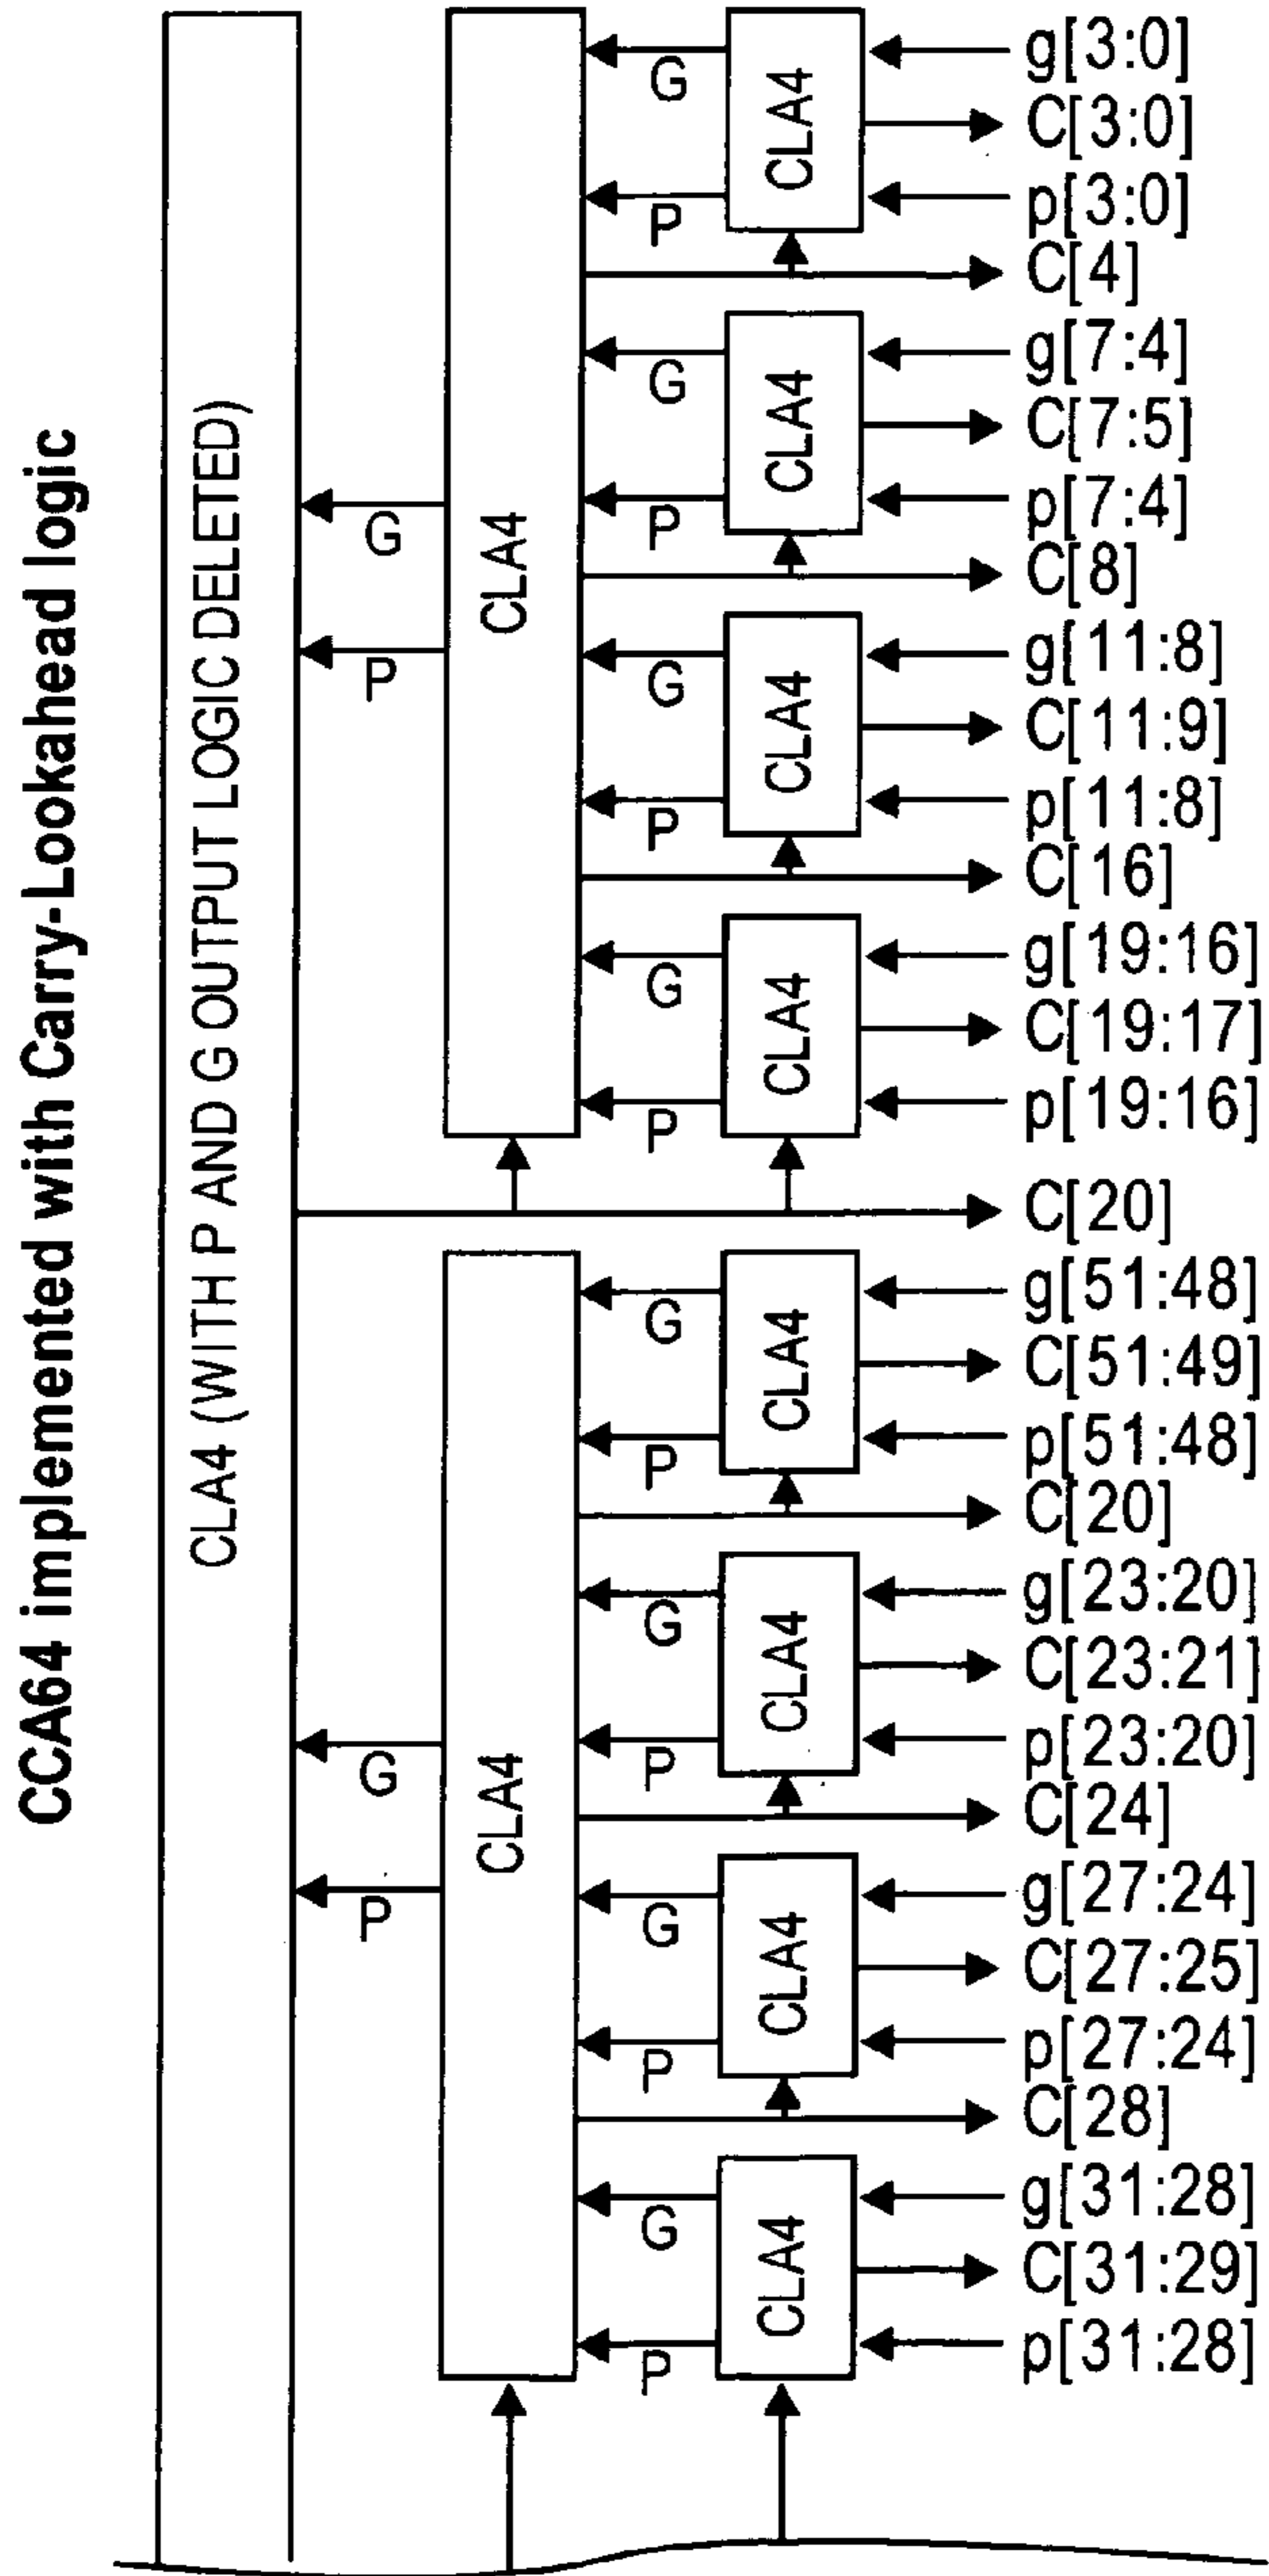 CCA64 implemented with Carry-Lookahead logic
CLA4 (WITH P AND G OUTPUT LOGIC DELETED)
G
P
G
P
CLA4
CLA4
G
P
G
P
G
P
G
P
G
P
G
P
G
P
G
P
CLA4
CLA4
CLA4
CLA4
CLA4
CLA4
CLA4
CLA4
g[3:0]
C[3:0]
p[3:0]
C[4]
g[7:4]
C[7:5]
p[7:4]
C[8]
g[11:8]
C[11:9]
p[11:8]
C[16]
g[19:16]
C[19:17]
p[19:16]
C[20]
g[51:48]
C[51:49]
p[51:48]
C[20]
g[23:20]
C[23:21]
p[23:20]
C[24]
g[27:24]
C[27:25]
p[27:24]
C[28]
g[31:28]
C[31:29]
p[31:28]